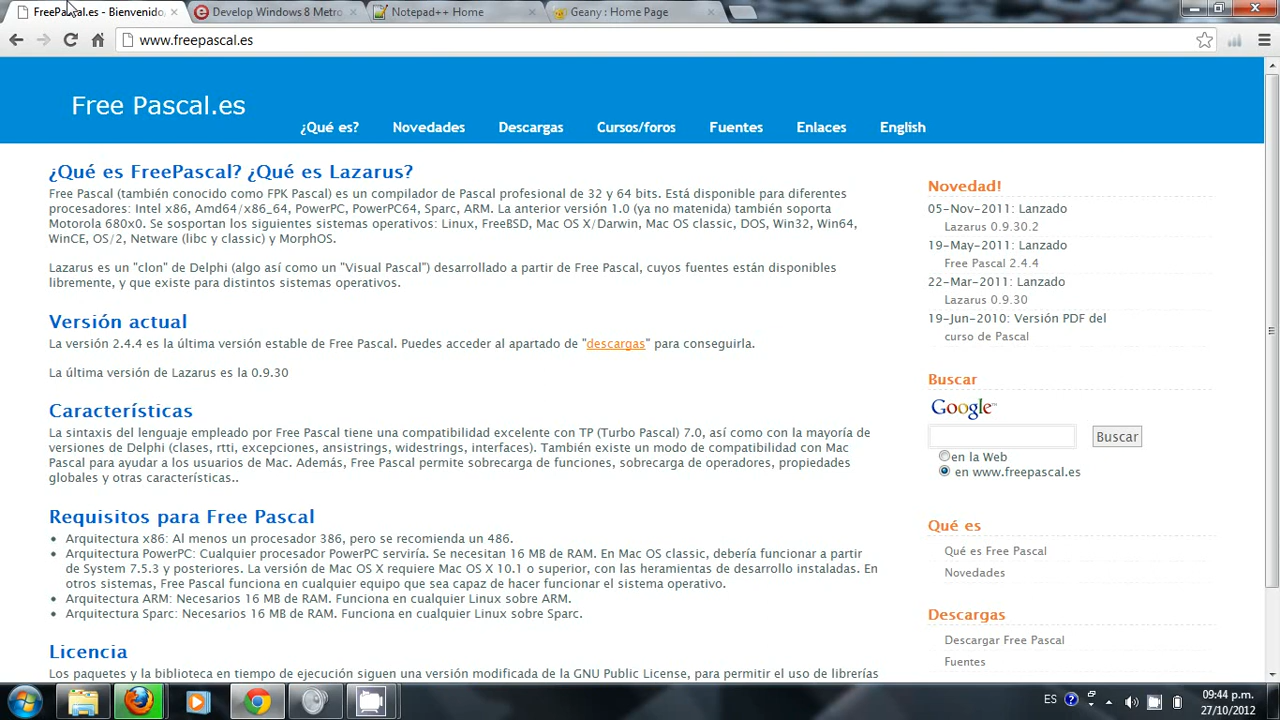 FreePascal.es - Bienvenido
Develop Windows 8 Metro
Notepad++ Home
Geany : Home Page
www.freepascal.es
Free Pascal.es
¿Qué es?
Novedades
Descargas
Cursos/foros
Fuentes
Enlaces
English
¿Qué es FreePascal? ¿Qué es Lazarus?
Free Pascal (también conocido como FPK Pascal) es un compilador de Pascal profesional de 32 y 64 bits. Está disponible para diferentes
procesadores: Intel x86, Amd64/x86_64, PowerPC, PowerPC64, Sparc, ARM. La anterior versión 1.0 (ya no matenida) también soporta
Motorola 680x0. Se sosportan los siguientes sistemas operativos: Linux, FreeBSD, Mac OS X/Darwin, Mac OS classic, DOS, Win32, Win64,
WinCE, OS/2, Netware (libc y classic) y MorphOS.
Lazarus es un "clon" de Delphi (algo así como un "Visual Pascal") desarrollado a partir de Free Pascal, cuyos fuentes están disponibles
libremente, y que existe para distintos sistemas operativos.
Versión actual
La versión 2.4.4 es la última versión estable de Free Pascal. Puedes acceder al apartado de "descargas" para conseguirla.
La última versión de Lazarus es la 0.9.30
Características
La sintaxis del lenguaje empleado por Free Pascal tiene una compatibilidad excelente con TP (Turbo Pascal) 7.0, así como con la mayoría de
versiones de Delphi (clases, rtti, excepciones, ansistrings, widestrings, interfaces). También existe un modo de compatibilidad con Mac
Pascal para ayudar a los usuarios de Mac. Además, Free Pascal permite sobrecarga de funciones, sobrecarga de operadores, propiedades
globales y otras características..
Requisitos para Free Pascal
• Arquitectura x86: Al menos un procesador 386, pero se recomienda un 486.
• Arquitectura PowerPC: Cualquier procesador PowerPC serviría. Se necesitan 16 MB de RAM. En Mac OS classic, debería funcionar a partir
de System 7.5.3 y posteriores. La versión de Mac OS X requiere Mac OS X 10.1 o superior, con las heramientas de desarrollo instaladas. En
otros sistemas, Free Pascal funciona en cualquier equipo que sea capaz de hacer funcionar el sistema operativo.
• Arquitectura ARM: Necesarios 16 MB de RAM. Funciona en cualquier Linux sobre ARM.
• Arquitectura Sparc: Necesarios 16 MB de RAM. Funciona en cualquier Linux sobre Sparc.
Licencia
Los paquetes y la biblioteca en tiempo de ejecución siguen una versión modificada de la GNU Public License, para permitir el uso de librerías
Novedad!
05-Nov-2011: Lanzado
Lazarus 0.9.30.2
19-May-2011: Lanzado
Free Pascal 2.4.4
22-Mar-2011: Lanzado
Lazarus 0.9.30
19-Jun-2010: Versión PDF del
curso de Pascal
Buscar
Google™
Buscar
en la Web
en www.freepascal.es
Qué es
Qué es Free Pascal
Novedades
Descargas
Descargar Free Pascal
Fuentes
ES
09:44 p.m.
27/10/2012